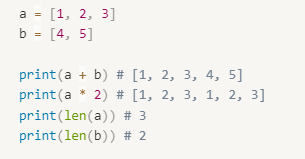 a = [1, 2, 3]
b = [4, 5]
print(a + b) # [1, 2, 3, 4, 5]
print(a * 2) # [1, 2, 3, 1, 2, 3]
print(len(a)) # 3
print(len(b)) # 2